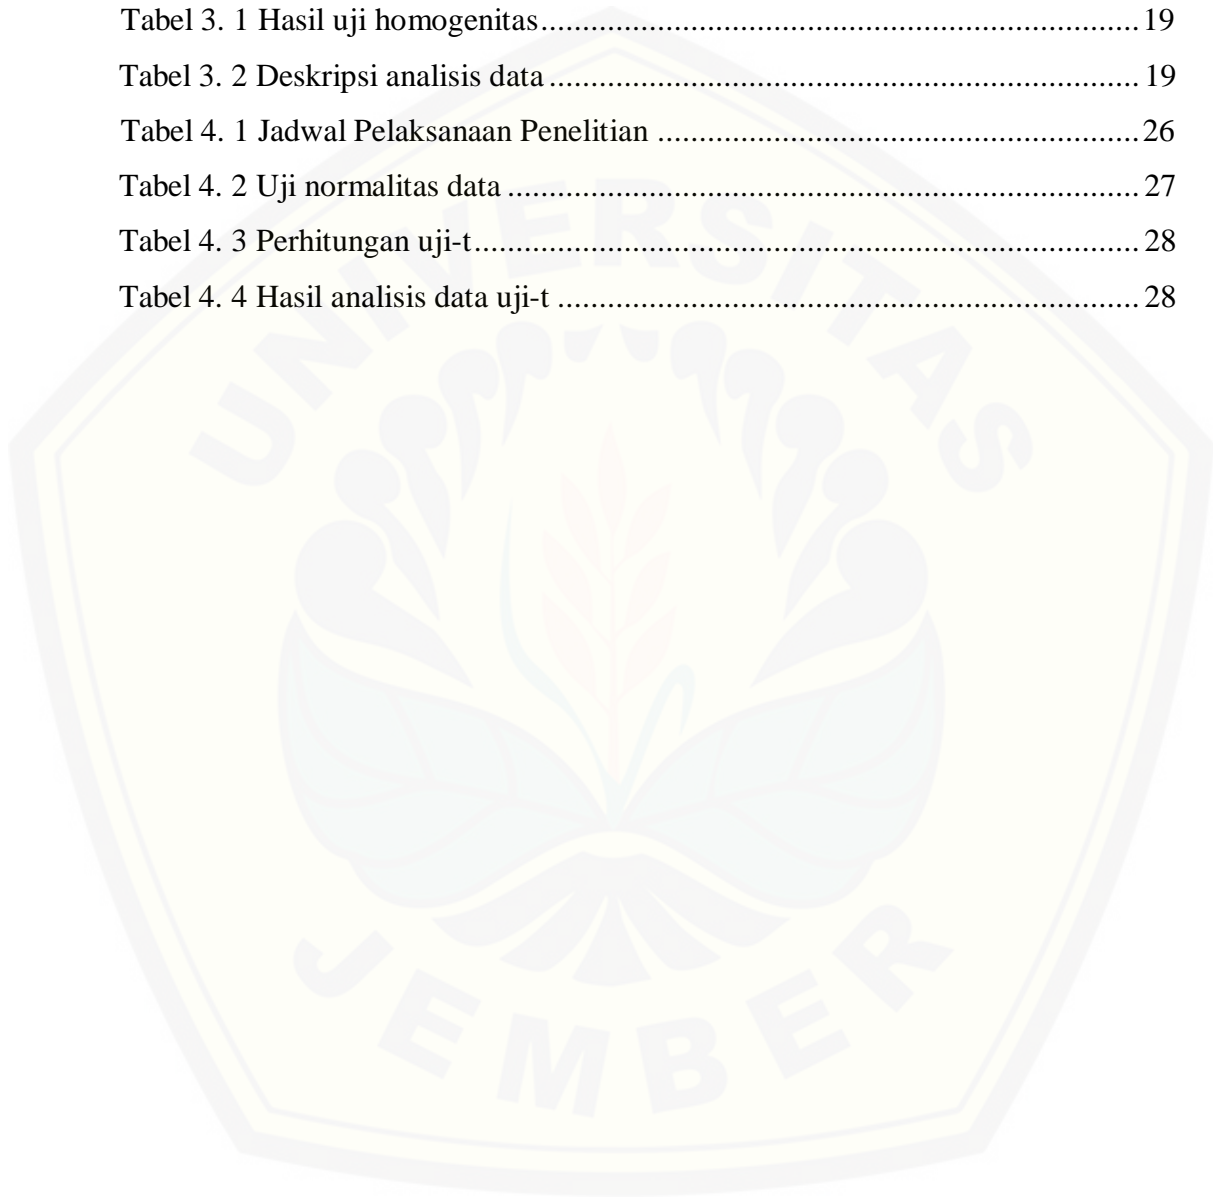 Tabel 3. 1 Hasil uji homogenitas.......................................................................... 19
Tabel 3. 2 Deskripsi analisis data ........................................................................ 19
Tabel 4. 1 Jadwal Pelaksanaan Penelitian ........................................................... 26
Tabel 4. 2 Uji normalitas data ............................................................................. 27
Tabel 4. 3 Perhitungan uji-t.................................................................................. 28
Tabel 4. 4 Hasil analisis data uji-t ....................................................................... 28
UNIVERSITAS
JEMBER